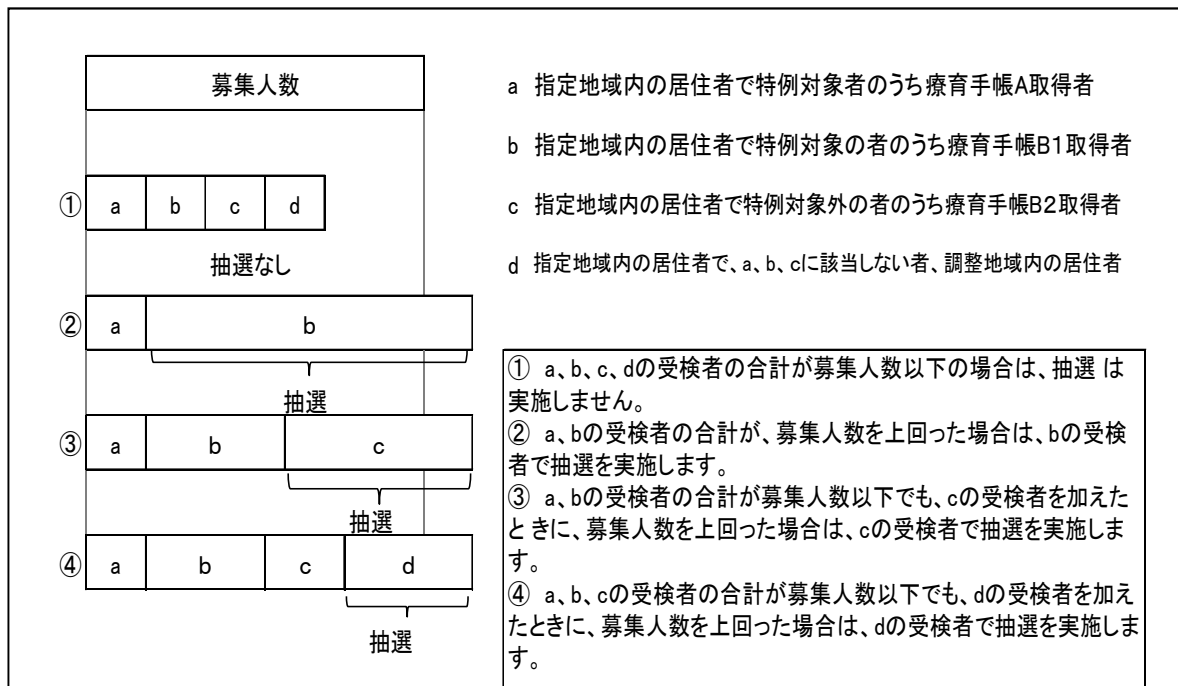 募集人数
a 指定地域内の居住者で特例対象者のうち療育手帳A取得者
b 指定地域内の居住者で特例対象の者のうち療育手帳B1取得者
c 指定地域内の居住者で特例対象外の者のうち療育手帳B2取得者
d 指定地域内の居住者で、a、b、cに該当しない者、調整地域内の居住者
① a b c d
抽選なし
② a b
抽選
③ a b c
抽選
④ a b c d
抽選
① a、b、c、dの受検者の合計が募集人数以下の場合は、抽選 は
実施しません。
② a、bの受検者の合計が、募集人数を上回った場合は、bの受検
者で抽選を実施します。
③ a、bの受検者の合計が募集人数以下でも、cの受検者を加えた
ときに、募集人数を上回った場合は、cの受検者で抽選を実施しま
す。
④ a、b、cの受検者の合計が募集人数以下でも、dの受検者を加え
たときに、募集人数を上回った場合は、dの受検者で抽選を実施しま
す。